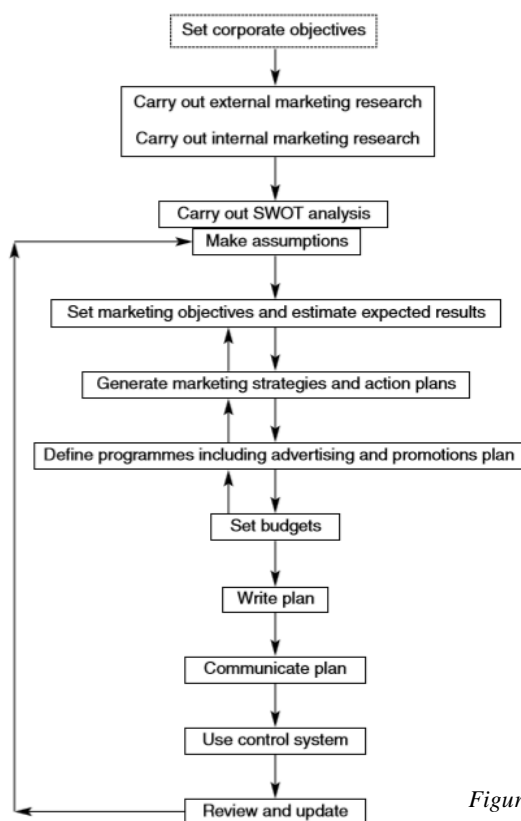 Set corporate objectives
Carry out external marketing research
Carry out internal marketing research
Carry out SWOT analysis
Make assumptions
Set marketing objectives and estimate expected results
Generate marketing strategies and action plans
Define programmes including advertising and promotions plan
Set budgets
Write plan
Communicate plan
Use control system
Review and update